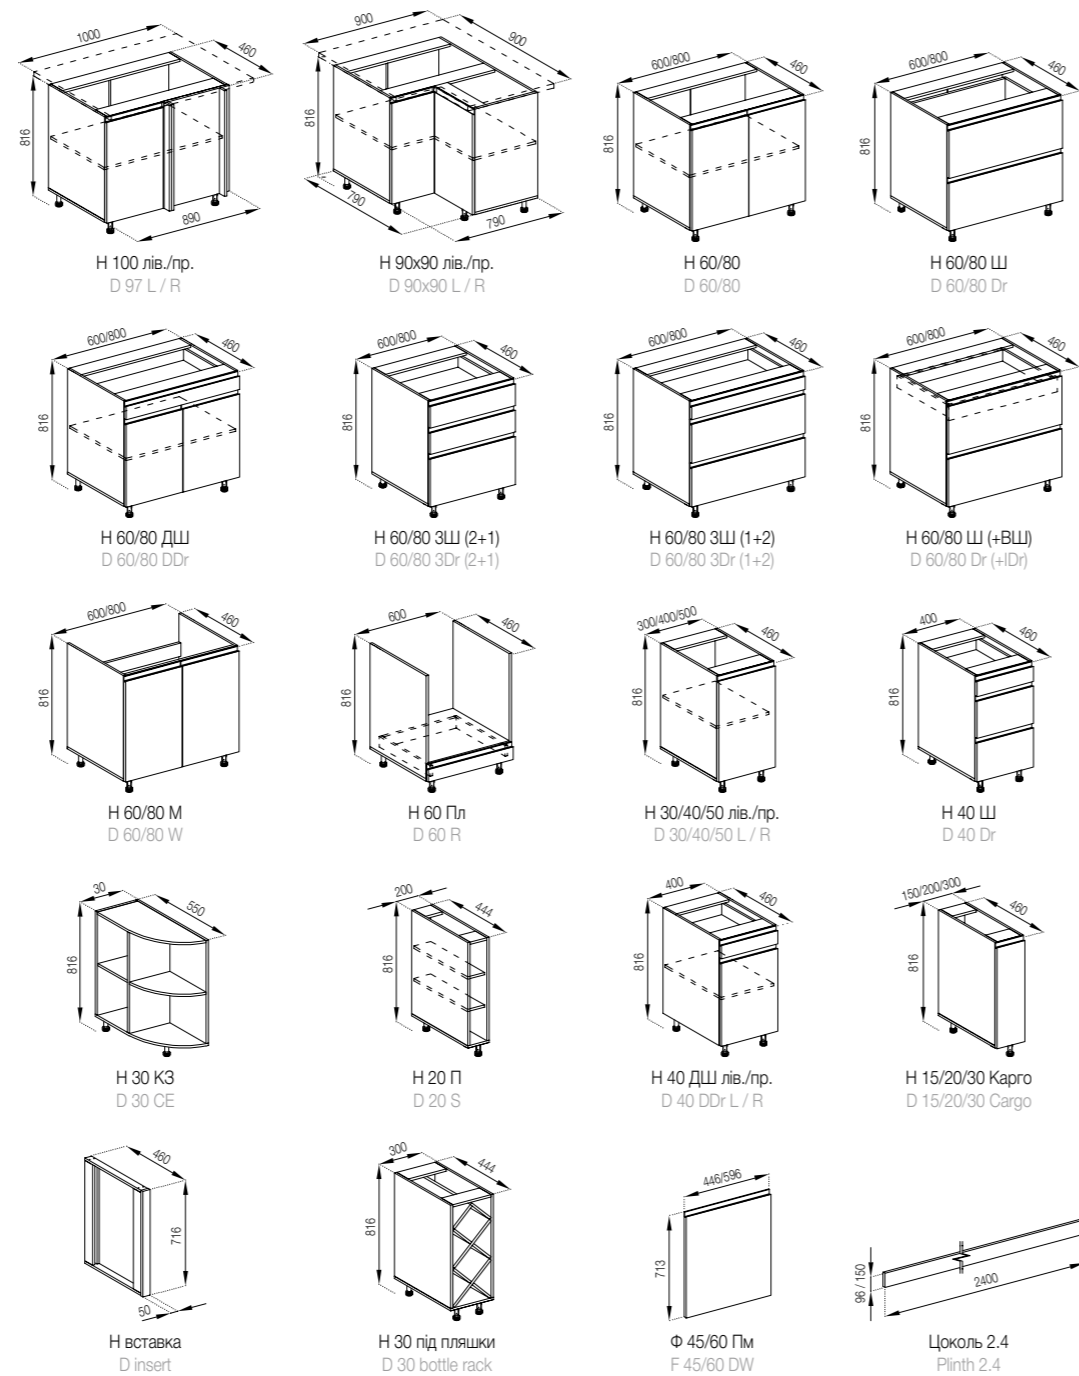 1000
460
816
890
Н 100 лів./пр.
D 97 L / R
900
900
816
790
790
Н 90х90 лів./пр.
D 90x90 L / R
600/800
460
816
Н 60/80
D 60/80
600/800
460
816
Н 60/80 Ш
D 60/80 Dr
600/800
460
816
Н 60/80 ДШ
D 60/80 DDr
600/800
460
816
Н 60/80 3Ш (2+1)
D 60/80 3Dr (2+1)
600/800
460
816
Н 60/80 3Ш (1+2)
D 60/80 3Dr (1+2)
600/800
460
816
Н 60/80 Ш (+ВШ)
D 60/80 Dr (+IDr)
600/800
460
816
Н 60/80 М
D 60/80 W
600
460
816
Н 60 Пл
D 60 R
300/400/500
460
816
Н 30/40/50 лів./пр.
D 30/40/50 L / R
400
460
816
Н 40 Ш
D 40 Dr
30
550
816
Н 30 КЗ
D 30 CE
200
444
816
Н 20 П
D 20 S
400
460
816
Н 40 ДШ лів./пр.
D 40 DDr L / R
150/200/300
460
816
Н 15/20/30 Карго
D 15/20/30 Cargo
460
716
50
Н вставка
D insert
300
444
816
Н 30 під пляшки
D 30 bottle rack
446/596
713
Ф 45/60 Пм
F 45/60 DW
96 / 150
2400
Цоколь 2.4
Plinth 2.4